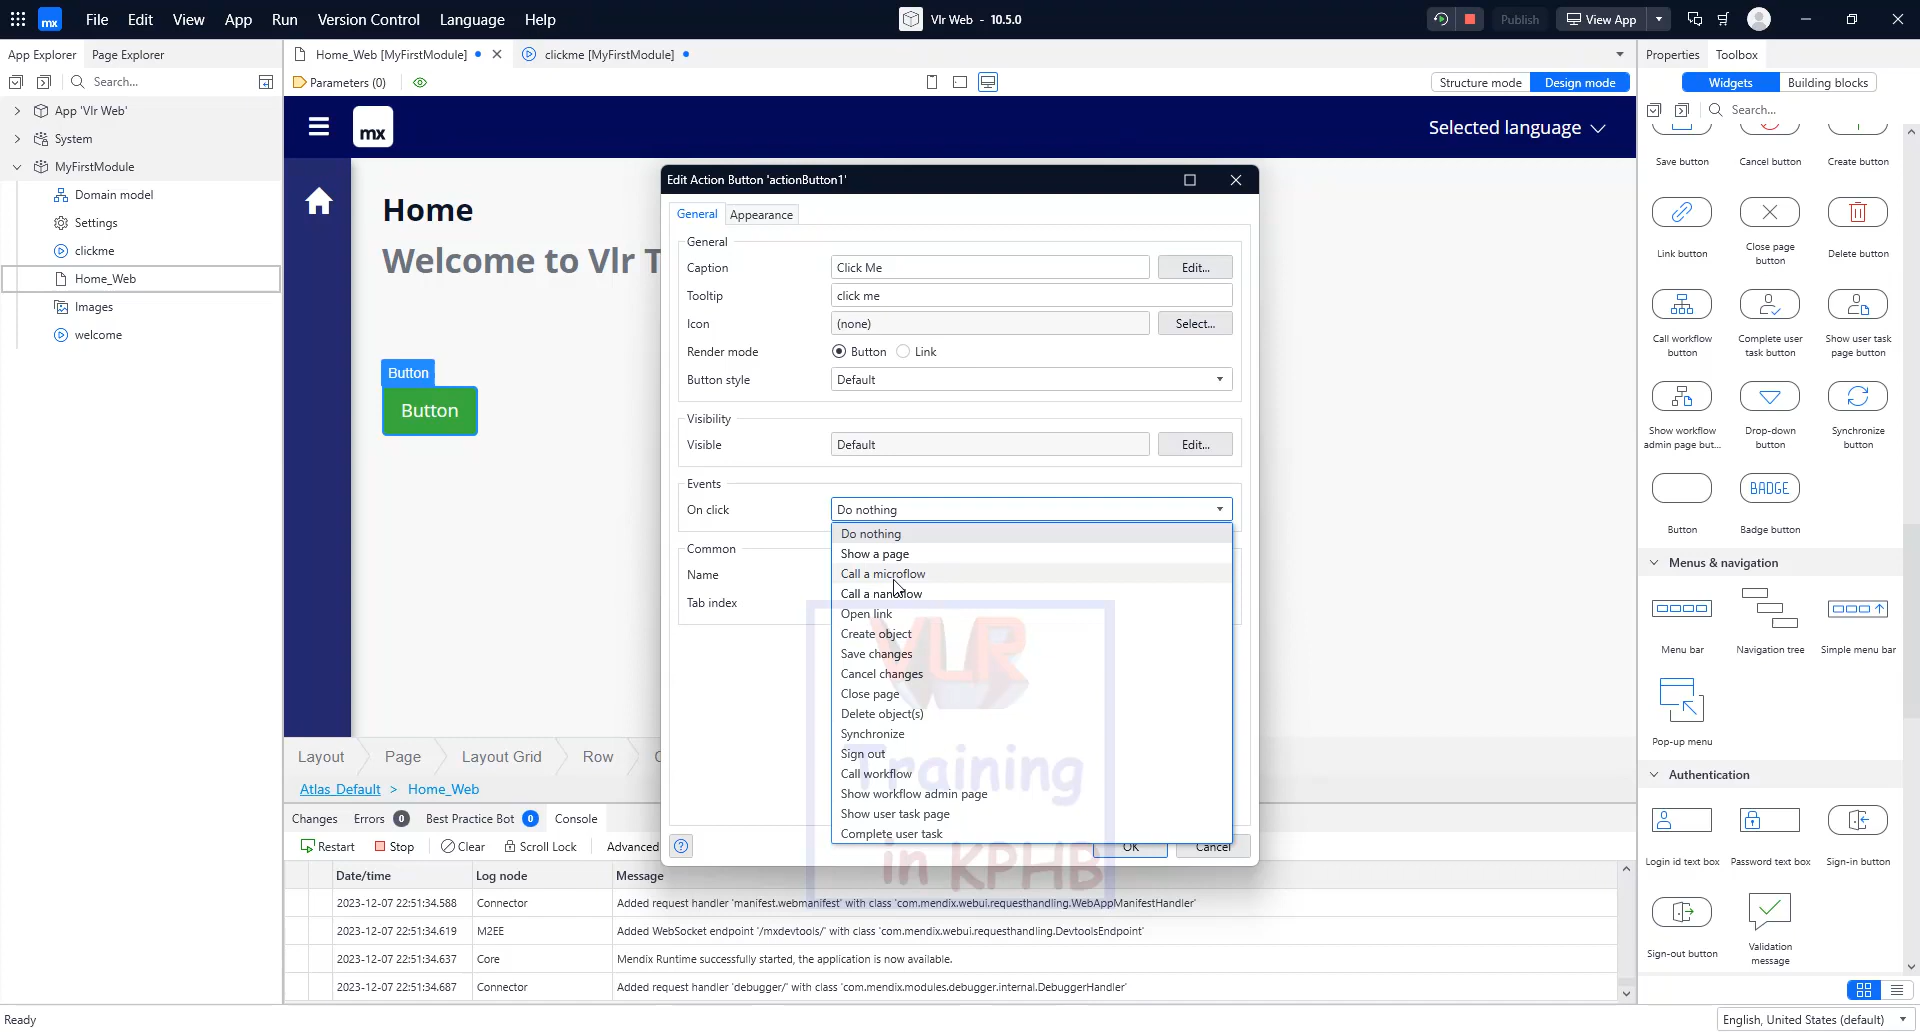 mx File Edit View App Run Version Control Language Help Vlr Web - 10.5.0 Publish View App
App Explorer Page Explorer Home_Web [MyFirstModule] clickme [MyFirstModule] Properties Toolbox
Search... Parameters (0) Structure mode Design mode Widgets Building blocks
Search...
App 'Vlr Web'
System
MyFirstModule
Domain model
Settings
clickme
Home_Web
Images
welcome
mx Selected language
Home
Welcome to Vlr T
Button
Button
Edit Action Button 'actionButton1'
General Appearance
General
Caption Click Me Edit...
Tooltip click me
Icon (none) Select...
Render mode Button Link
Button style Default
Visibility
Visible Default Edit...
Events
On click Do nothing
Do nothing
Show a page
Call a microflow
Call a nanoflow
Open link
Create object
Save changes
Cancel changes
Close page
Delete object(s)
Synchronize
Sign out
Call workflow
Show workflow admin page
Show user task page
Complete user task
Common
Name
Tab index
OK Cancel
VLR
Training
in KPHB
Save button Cancel button Create button
Link button Close page button Delete button
Call workflow button Complete user task button Show user task page button
Show workflow admin page but... Drop-down button Synchronize button
BADGE
Button Badge button
Menus & navigation
Menu bar Navigation tree Simple menu bar
Pop-up menu
Authentication
Login id text box Password text box Sign-in button
Sign-out button Validation message
Layout Page Layout Grid Row
Atlas_Default > Home_Web
Changes Errors 0 Best Practice Bot 0 Console
Restart Stop Clear Scroll Lock Advanced
Date/time Log node Message
2023-12-07 22:51:34.588 Connector Added request handler 'manifest.webmanifest' with class 'com.mendix.webui.requesthandling.WebAppManifestHandler'
2023-12-07 22:51:34.619 M2EE Added WebSocket endpoint '/mxdevtools/' with class 'com.mendix.webui.requesthandling.DevtoolsEndpoint'
2023-12-07 22:51:34.637 Core Mendix Runtime successfully started, the application is now available.
2023-12-07 22:51:34.687 Connector Added request handler 'debugger/' with class 'com.mendix.modules.debugger.internal.DebuggerHandler'
Ready English, United States (default)